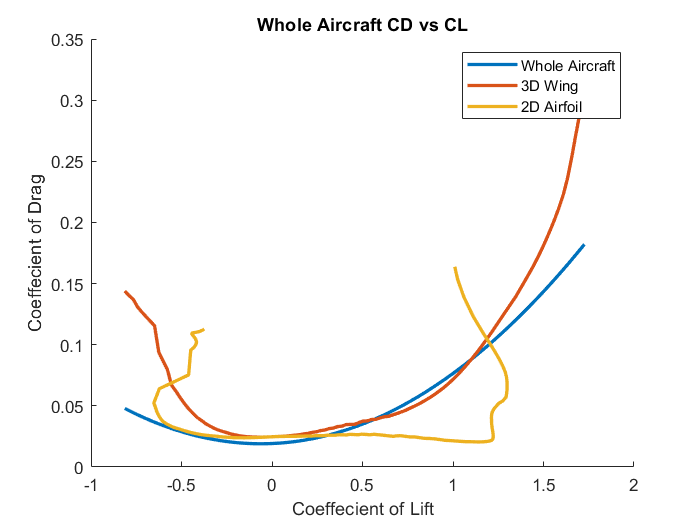 Whole Aircraft CD vs CL
Whole Aircraft
3D Wing
2D Airfoil
Coeffecient of Drag
0.35
0.3
0.25
0.2
0.15
0.1
0.05
0
-1
-0.5
0
0.5
1
1.5
2
Coeffecient of Lift